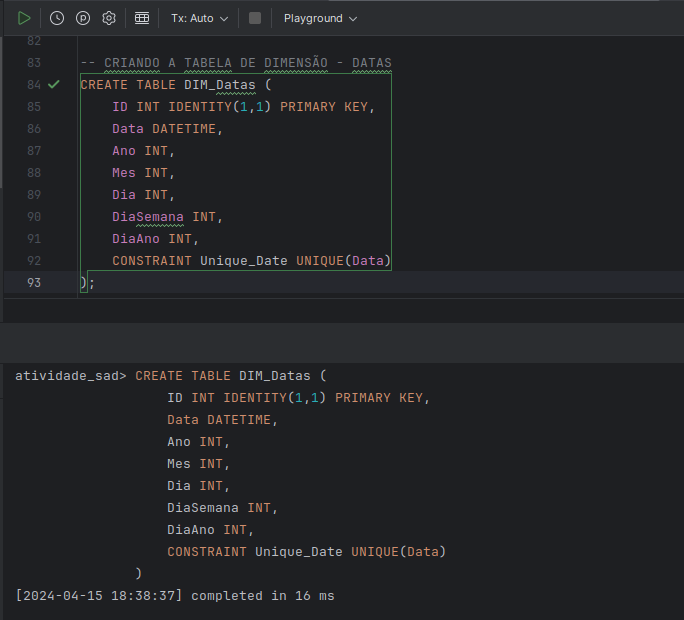 Tx: Auto
Playground
82
83 -- CRIANDO A TABELA DE DIMENSÃO - DATAS
84 CREATE TABLE DIM_Datas (
85 ID INT IDENTITY(1,1) PRIMARY KEY,
86 Data DATETIME,
87 Ano INT,
88 Mes INT,
89 Dia INT,
90 DiaSemana INT,
91 DiaAno INT,
92 CONSTRAINT Unique_Date UNIQUE(Data)
93 );
atividade_sad> CREATE TABLE DIM_Datas (
ID INT IDENTITY(1,1) PRIMARY KEY,
Data DATETIME,
Ano INT,
Mes INT,
Dia INT,
DiaSemana INT,
DiaAno INT,
CONSTRAINT Unique_Date UNIQUE(Data)
)
[2024-04-15 18:38:37] completed in 16 ms